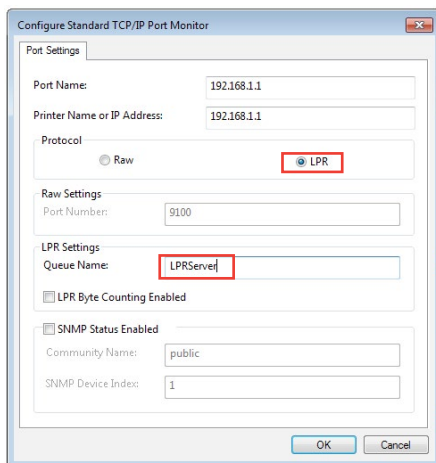 Configure Standard TCP/IP Port Monitor
Port Settings
Port Name: 192.168.1.1
Printer Name or IP Address: 192.168.1.1
Protocol
Raw LPR
Raw Settings
Port Number: 9100
LPR Settings
Queue Name: LPRServer
LPR Byte Counting Enabled
SNMP Status Enabled
Community Name: public
SNMP Device Index: 1
OK Cancel